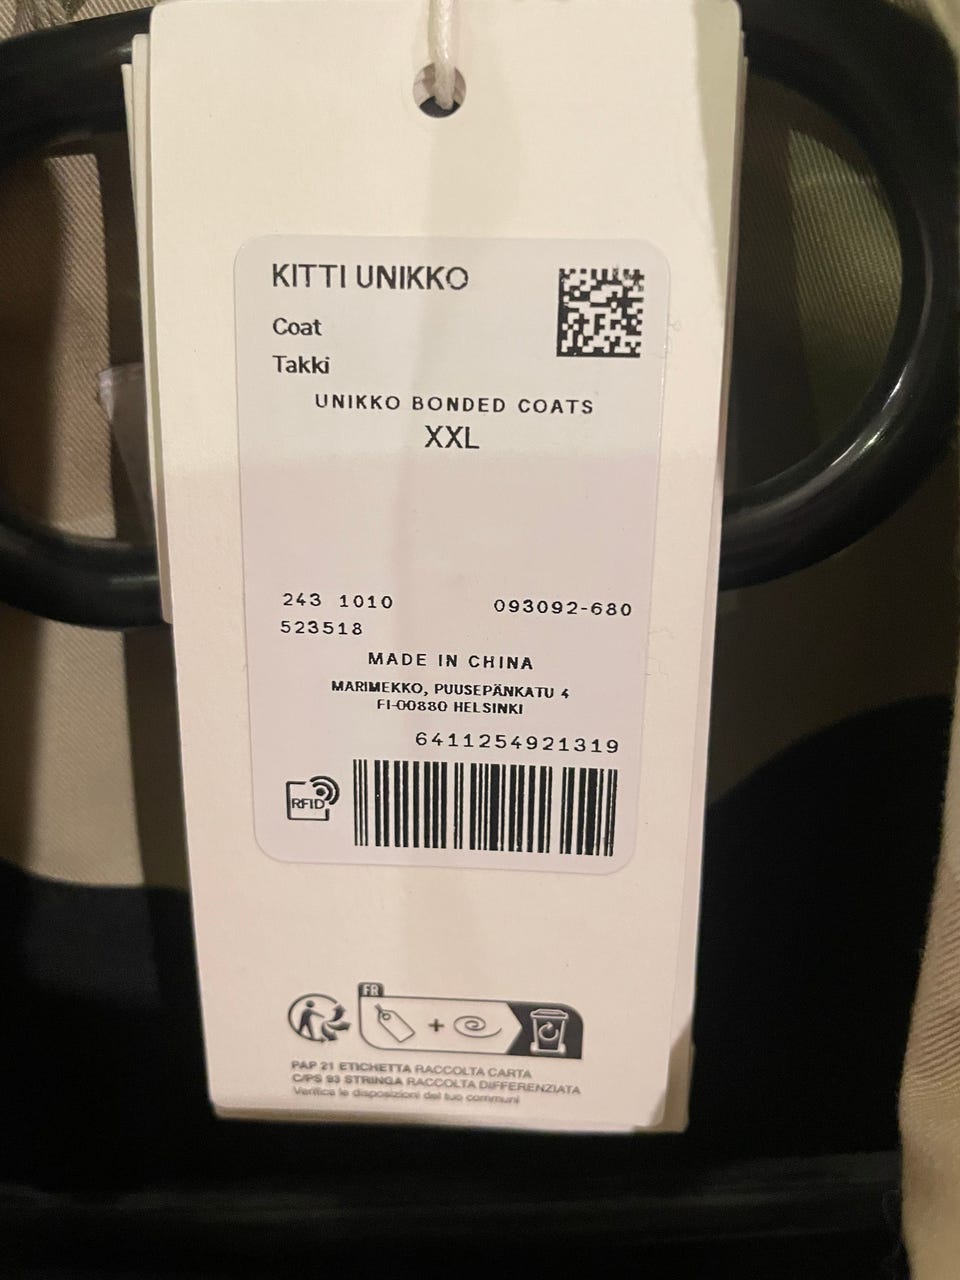 KITTI UNIKKO
Coat
Takki
UNIKKO BONDED COATS
XXL
243 1010 093092-680
523518
MADE IN CHINA
MARIMEKKO, PUUSEPÄNKATU 4
FI-00880 HELSINKI
6411254921319
RFID
FR
+
PAP 21 ETICHETTA RACCOLTA CARTA
C/PS 93 STRINGA RACCOLTA DIFFERENZIATA
Verifica le disposizioni del tuo communi